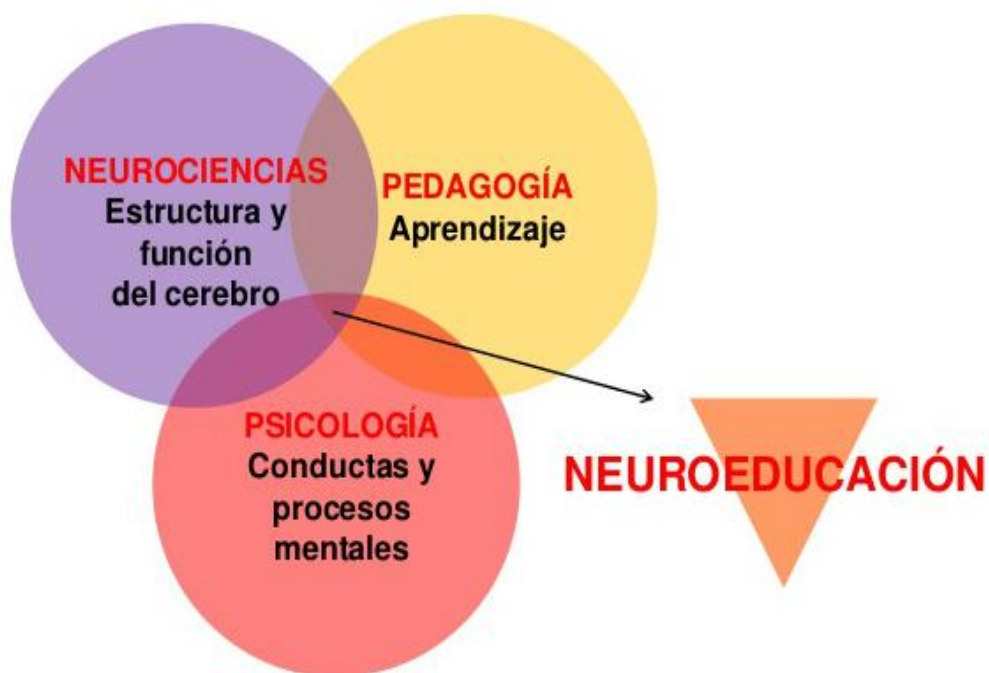 NEUROCIENCIAS
Estructura y
función
del cerebro
PEDAGOGÍA
Aprendizaje
PSICOLOGÍA
Conductas y
procesos
mentales
NEUROEDUCACIÓN